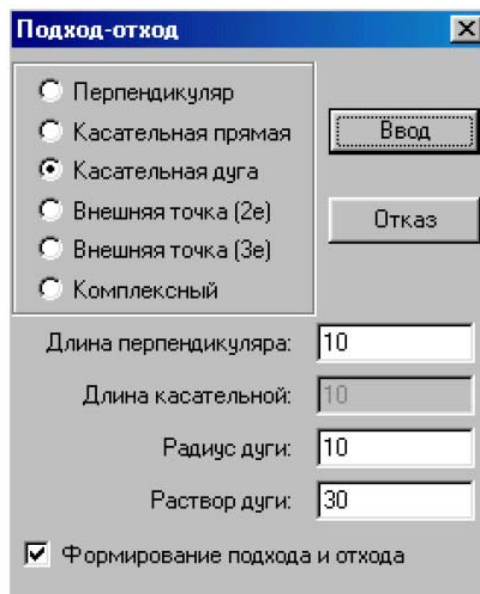 Подход-отход
Перпендикуляр
Касательная прямая
Касательная дуга
Внешняя точка (2е)
Внешняя точка (3е)
Комплексный
Ввод
Отказ
Длина перпендикуляра: 10
Длина касательной: 10
Радиус дуги: 10
Раствор дуги: 30
Формирование подхода и отхода